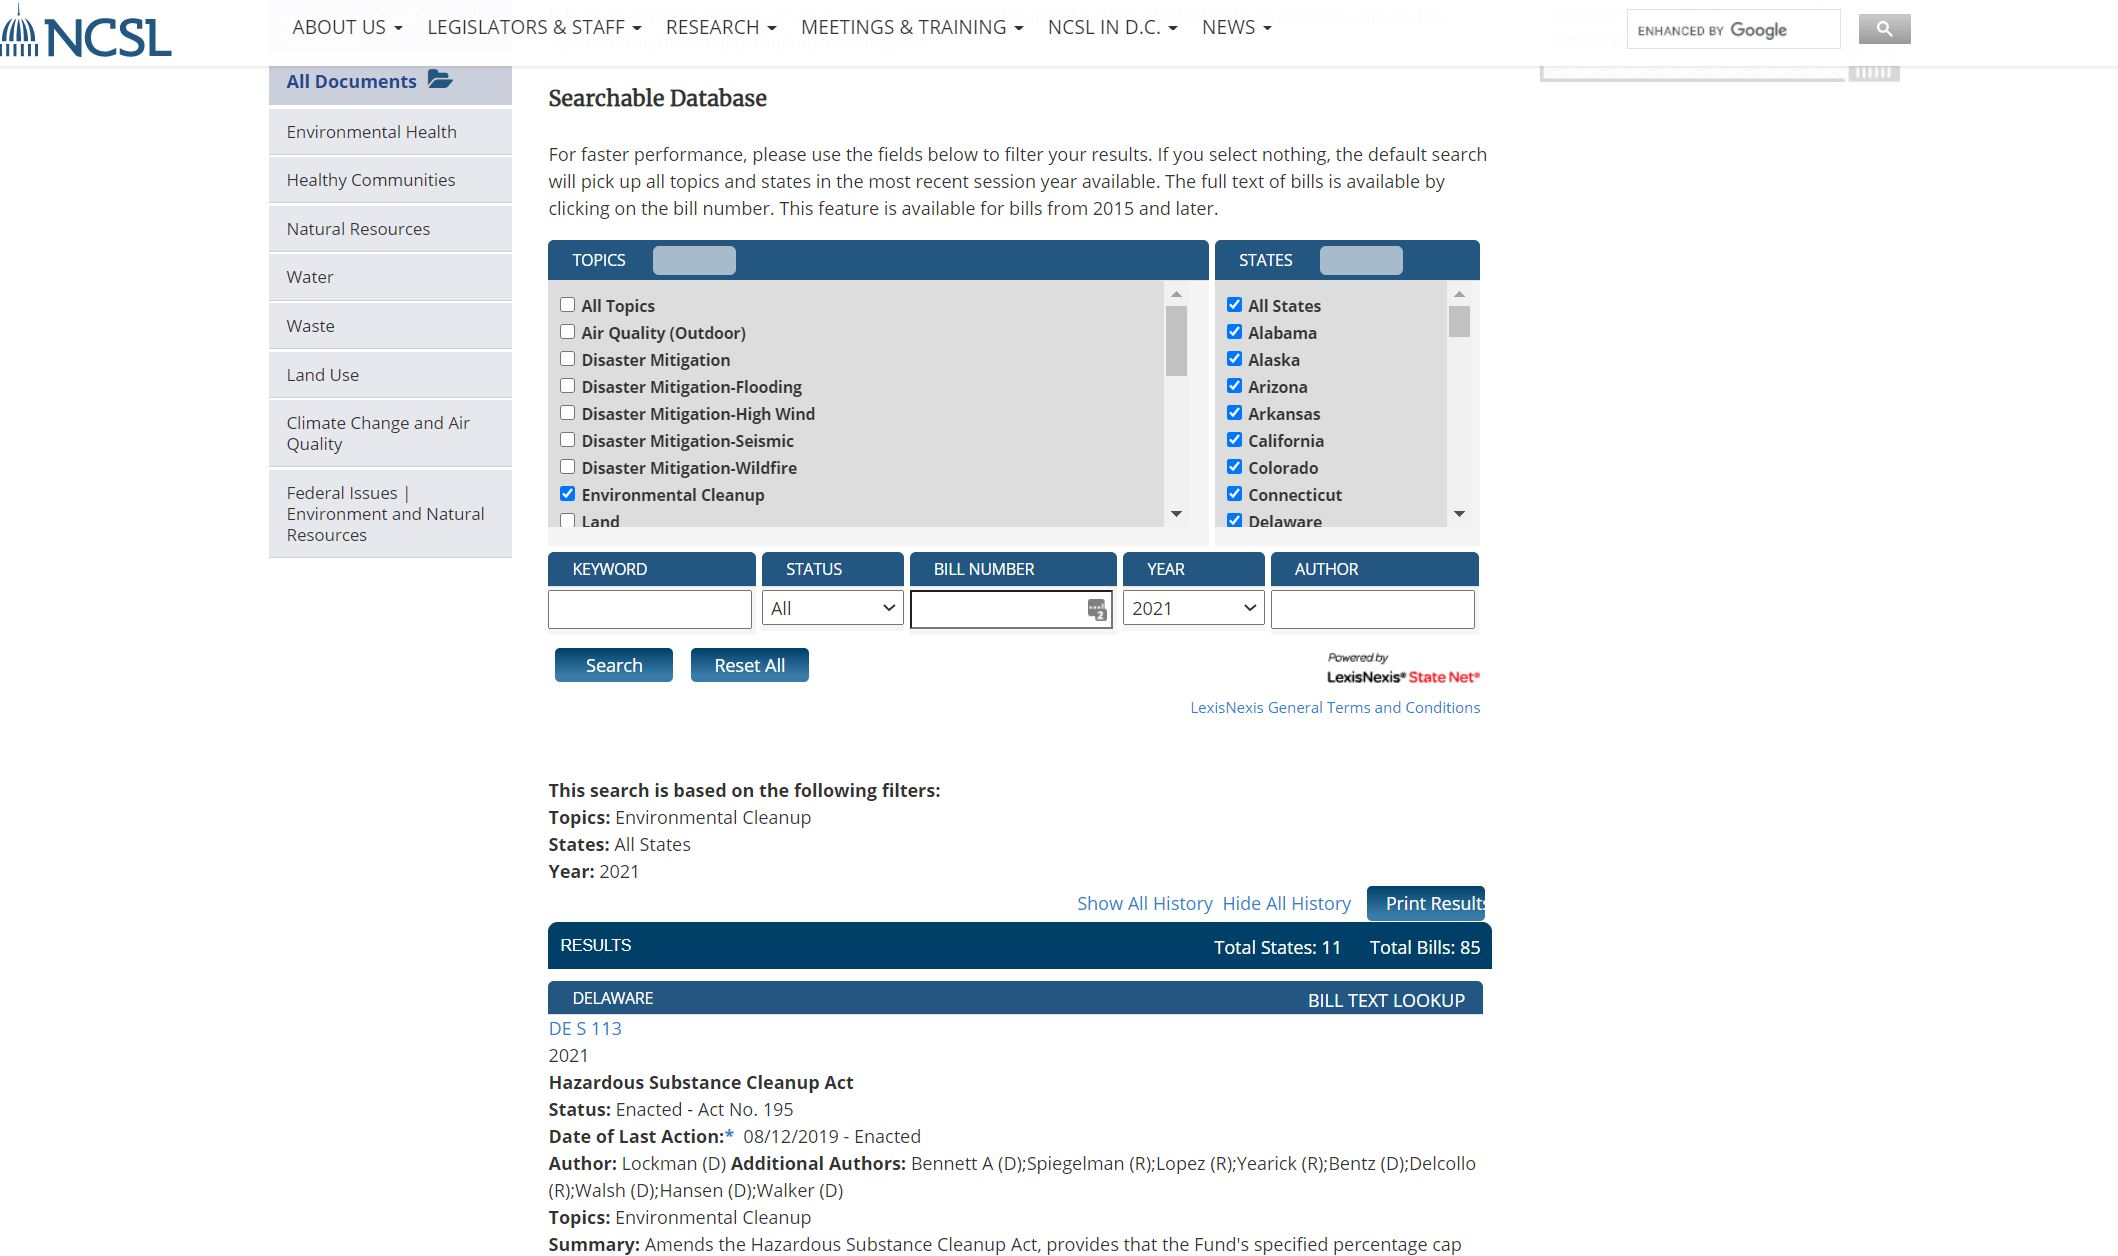 NCSL
ABOUT US
LEGISLATORS & STAFF
RESEARCH
MEETINGS & TRAINING
NCSL IN D.C.
NEWS
ENHANCED BY Google
All Documents
Environmental Health
Healthy Communities
Natural Resources
Water
Waste
Land Use
Climate Change and Air
Quality
Federal Issues |
Environment and Natural
Resources
Searchable Database
For faster performance, please use the fields below to filter your results. If you select nothing, the default search
will pick up all topics and states in the most recent session year available. The full text of bills is available by
clicking on the bill number. This feature is available for bills from 2015 and later.
TOPICS
All Topics
Air Quality (Outdoor)
Disaster Mitigation
Disaster Mitigation-Flooding
Disaster Mitigation-High Wind
Disaster Mitigation-Seismic
Disaster Mitigation-Wildfire
Environmental Cleanup
Land
STATES
All States
Alabama
Alaska
Arizona
Arkansas
California
Colorado
Connecticut
Delaware
KEYWORD
STATUS
BILL NUMBER
YEAR
AUTHOR
All
2
2021
Search
Reset All
Powered by
LexisNexis® State Net®
LexisNexis General Terms and Conditions
This search is based on the following filters:
Topics: Environmental Cleanup
States: All States
Year: 2021
Show All History Hide All History Print Results
RESULTS Total States: 11 Total Bills: 85
DELAWARE BILL TEXT LOOKUP
DE S 113
2021
Hazardous Substance Cleanup Act
Status: Enacted - Act No. 195
Date of Last Action:* 08/12/2019 - Enacted
Author: Lockman (D) Additional Authors: Bennett A (D);Spiegelman (R);Lopez (R);Yearick (R);Bentz (D);Delcollo
(R);Walsh (D);Hansen (D);Walker (D)
Topics: Environmental Cleanup
Summary: Amends the Hazardous Substance Cleanup Act, provides that the Fund's specified percentage cap